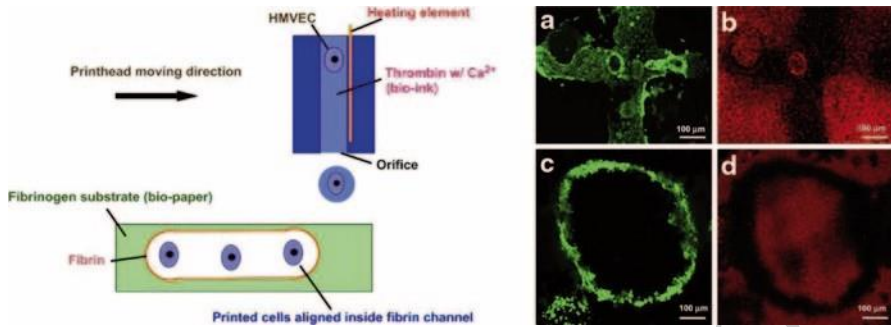 HMVEC
Heating element
Printhead moving direction
Thrombin w/ Ca²⁺
(bio-ink)
Orifice
Fibrinogen substrate (bio-paper)
Fibrin
Printed cells aligned inside fibrin channel
a
100 µm
b
100 µm
c
100 µm
d
100 µm